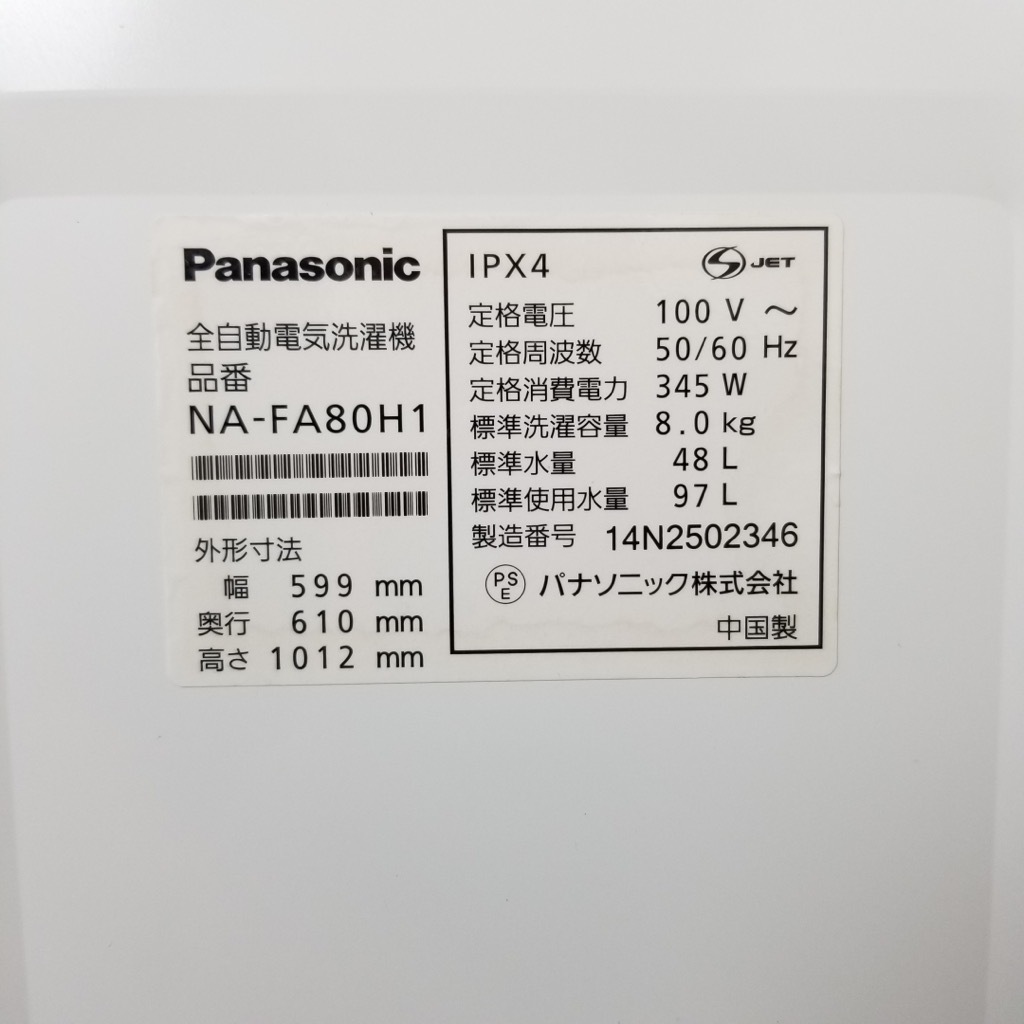 Panasonic
全自動電気洗濯機
品番
NA-FA80H1
外形寸法
幅 599 mm
奥行 610 mm
高さ 1012 mm
IPX4
S JET
定格電圧 100 V ～
定格周波数 50/60 Hz
定格消費電力 345 W
標準洗濯容量 8.0 kg
標準水量 48 L
標準使用水量 97 L
製造番号 14N2502346
PSE パナソニック株式会社
中国製